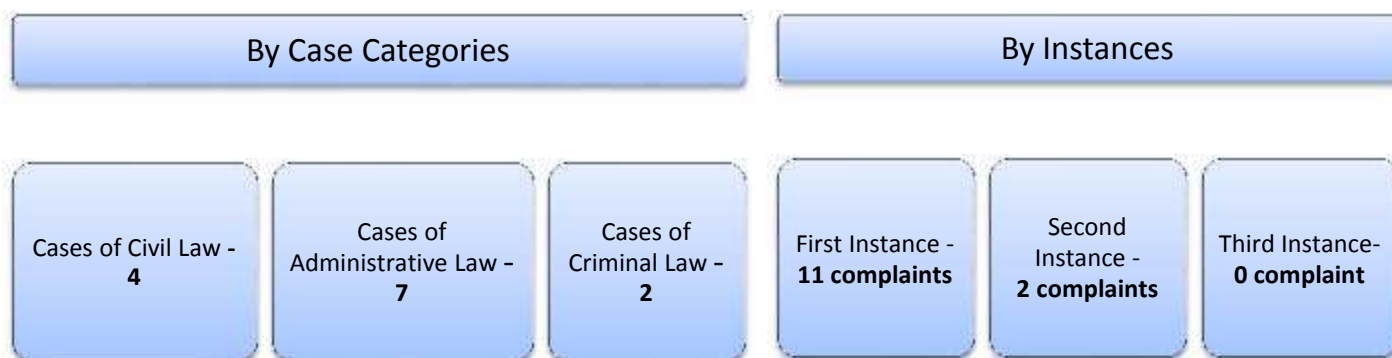 By Case Categories
By Instances
Cases of Civil Law -
4
Cases of
Administrative Law -
7
Cases of
Criminal Law -
2
First Instance -
11 complaints
Second
Instance -
2 complaints
Third Instance-
0 complaint